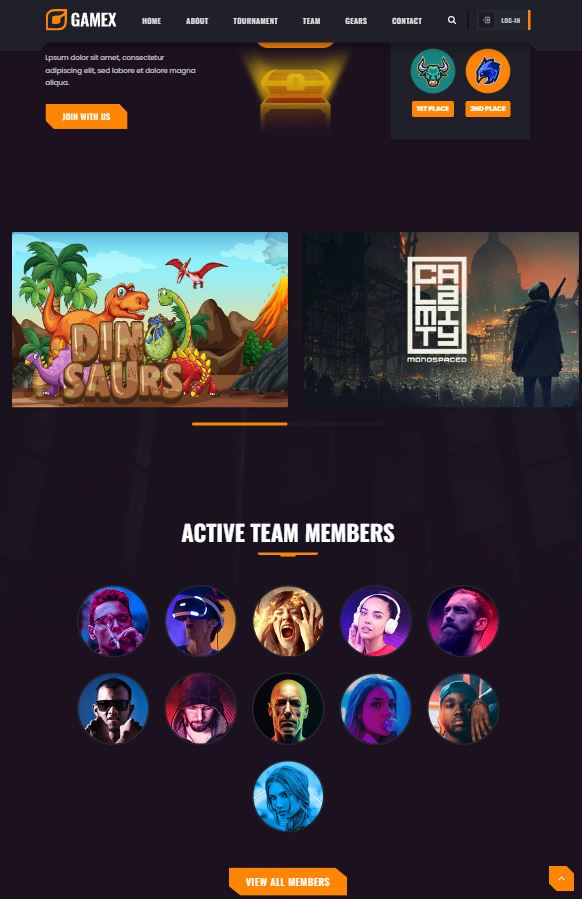 GAMEX
HOME ABOUT TOURNAMENT TEAM GEARS CONTACT LOG-IN
Lpsum dolor sit amet, consectetur
adipiscing elit, sed labore et dolore magna
aliqua.
JOIN WITH US
1ST PLACE 2ND PLACE
DINO
SAURS
CALAMITY
MONOSPACED
ACTIVE TEAM MEMBERS
VIEW ALL MEMBERS